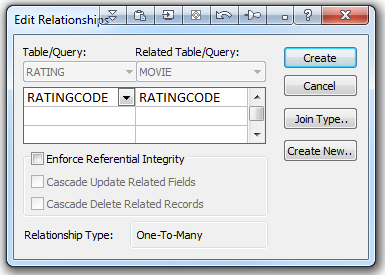 Edit Relationships
Table/Query: Related Table/Query:
RATING MOVIE
RATINGCODE RATINGCODE
Enforce Referential Integrity
Cascade Update Related Fields
Cascade Delete Related Records
Relationship Type: One-To-Many
Create
Cancel
Join Type..
Create New..